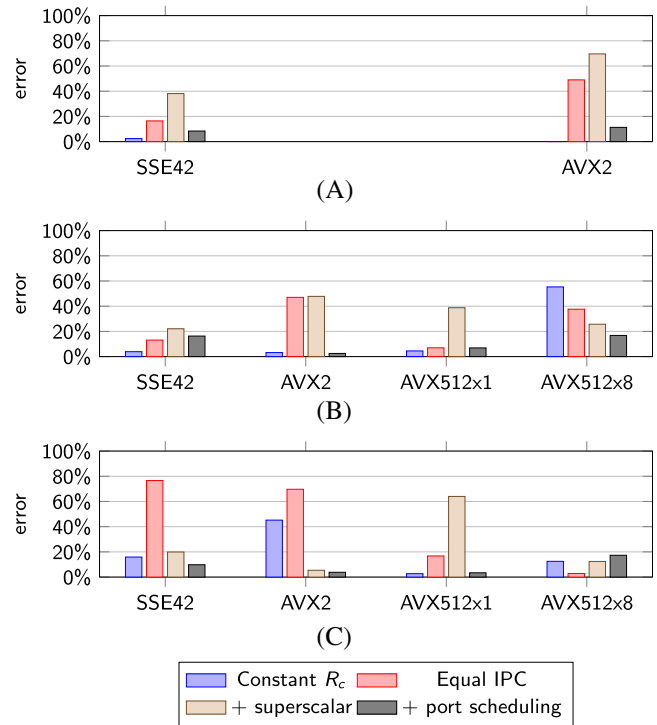 100%
80%
60%
40%
20%
0%
error
SSE42 AVX2
(A)
100%
80%
60%
40%
20%
0%
error
SSE42 AVX2 AVX512x1 AVX512x8
(B)
100%
80%
60%
40%
20%
0%
error
SSE42 AVX2 AVX512x1 AVX512x8
(C)
Constant Rc Equal IPC
+ superscalar + port scheduling